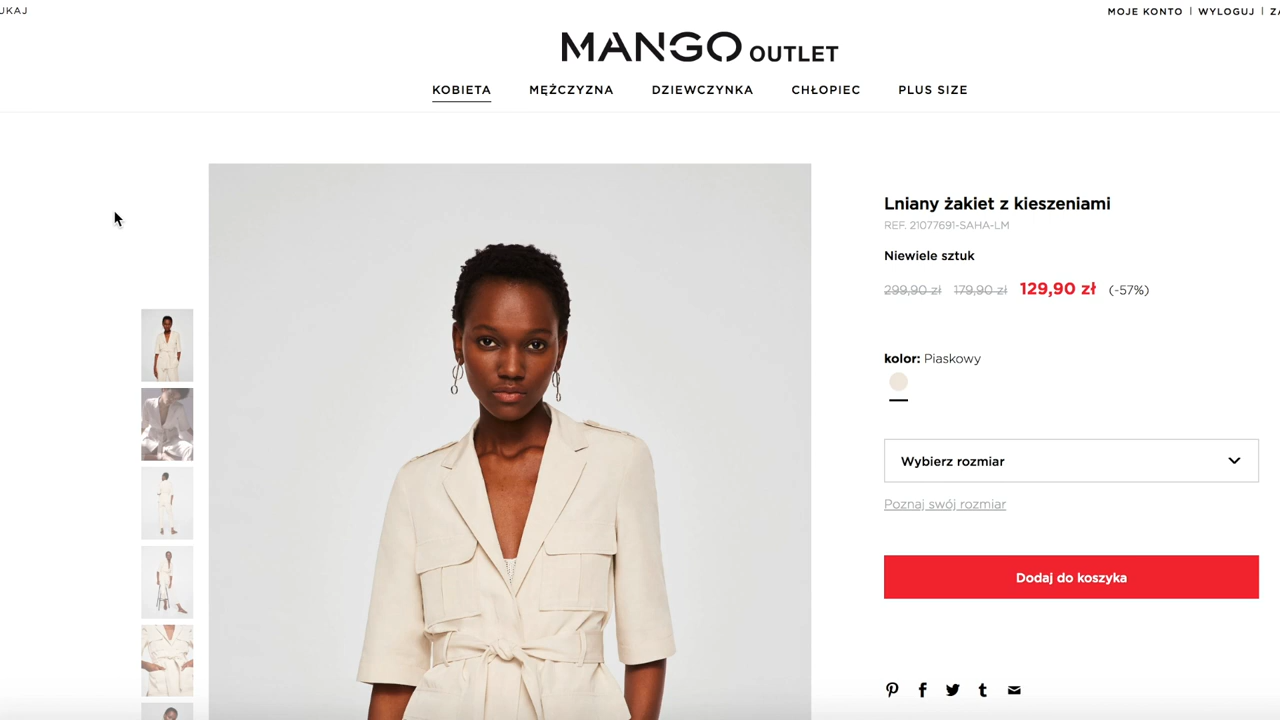 UKAJ
MOJE KONTO | WYLOGUJ |
MANGO OUTLET
KOBIETA MĘŻCZYZNA DZIEWCZYNKA CHŁOPIEC PLUS SIZE
Lniany żakiet z kieszeniami
REF. 21077691-SAHA-LM
Niewiele sztuk
299,90 zł 179,90 zł 129,90 zł (-57%)
kolor: Piaskowy
Wybierz rozmiar
Poznaj swój rozmiar
Dodaj do koszyka